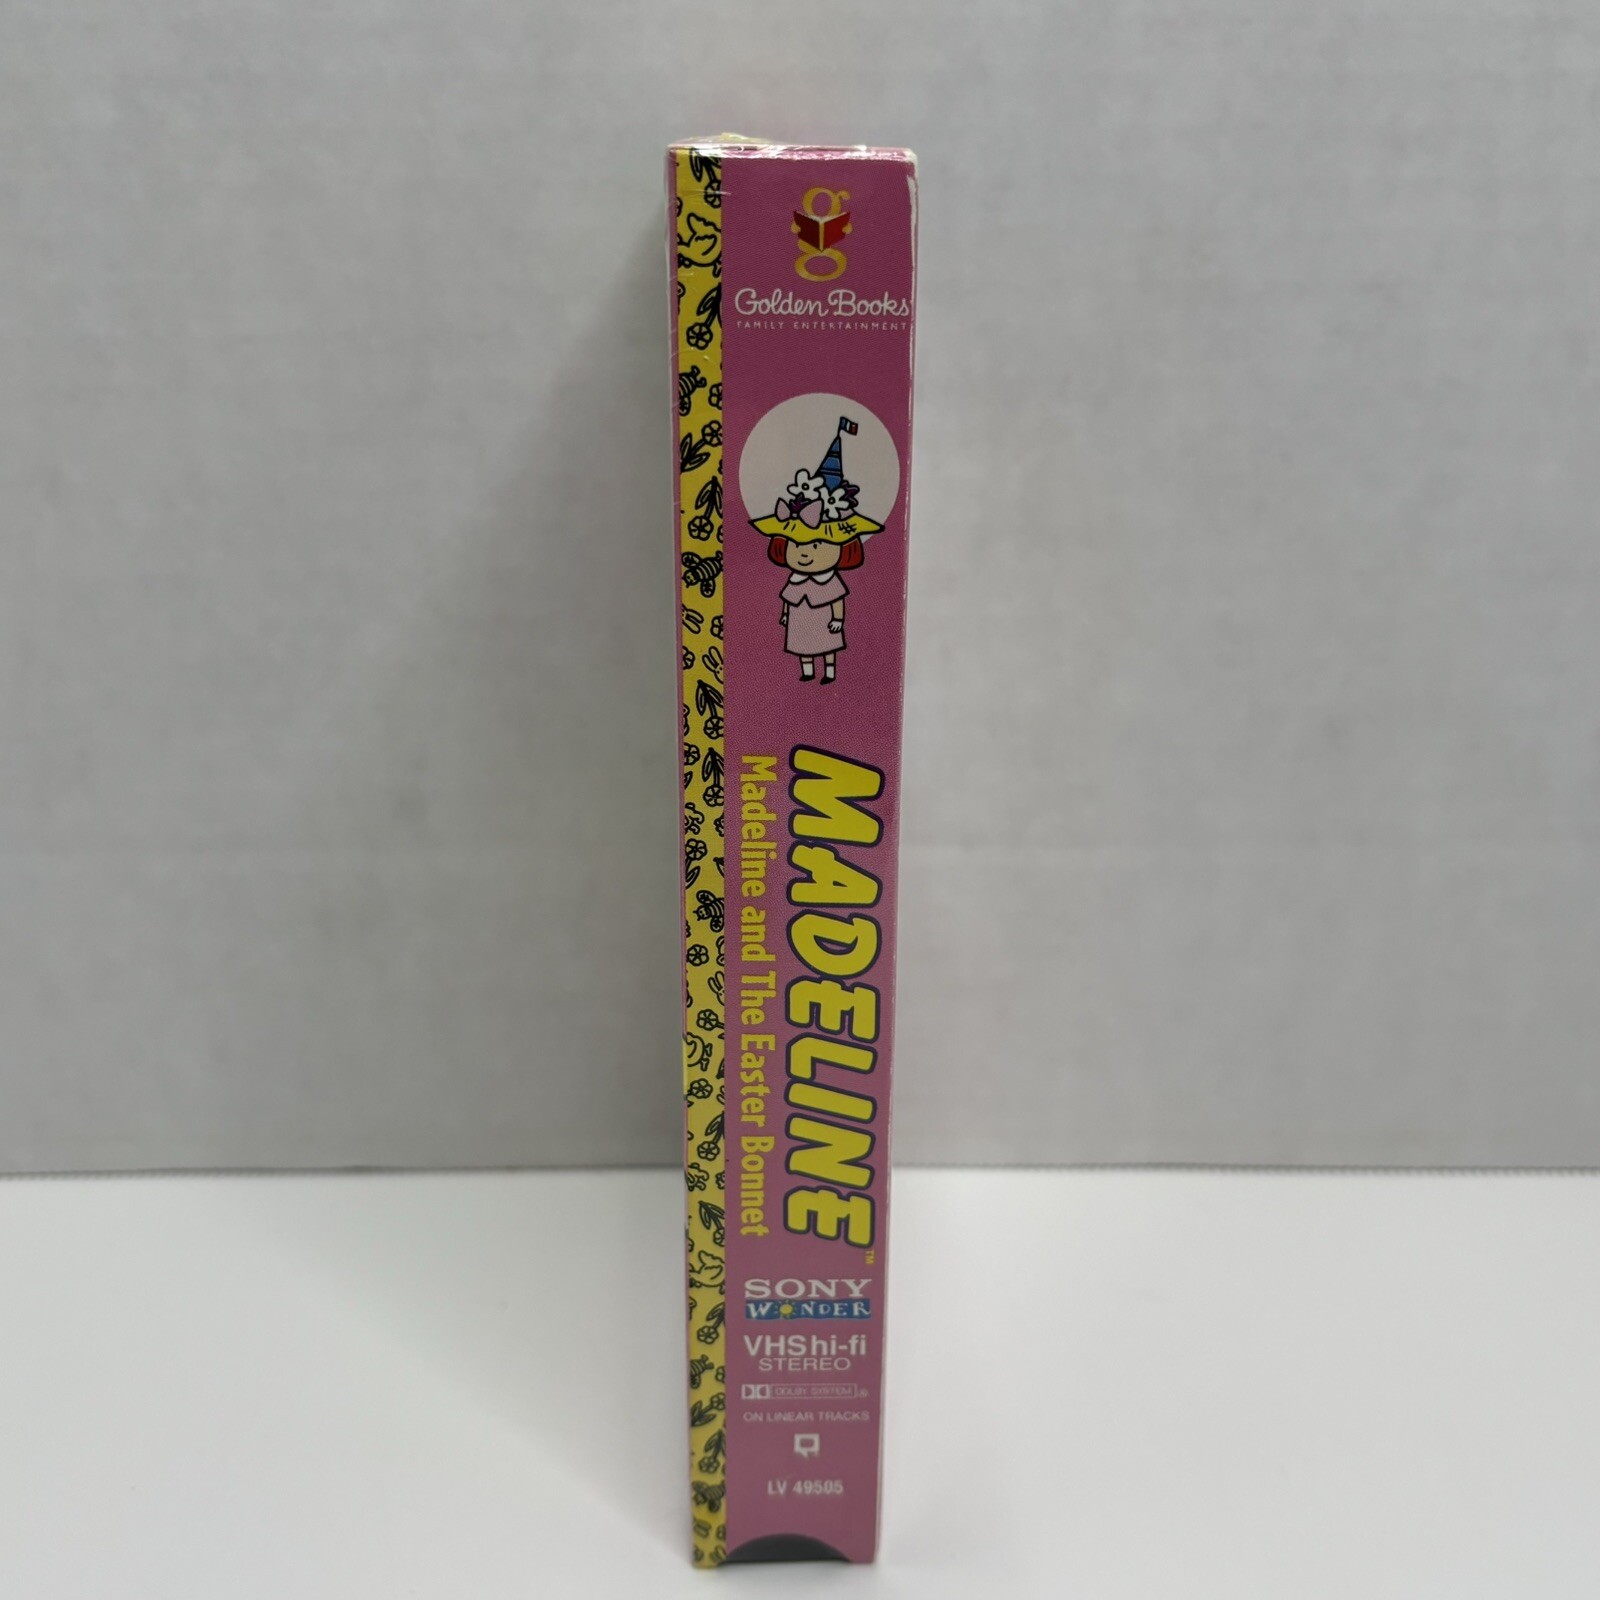 Golden Books
FAMILY ENTERTAINMENT
MADELINE™
Madeline and The Easter Bonnet
SONY
WONDER
VHS hi-fi
STEREO
DOLBY SYSTEM®
ON LINEAR TRACKS
LV 49505